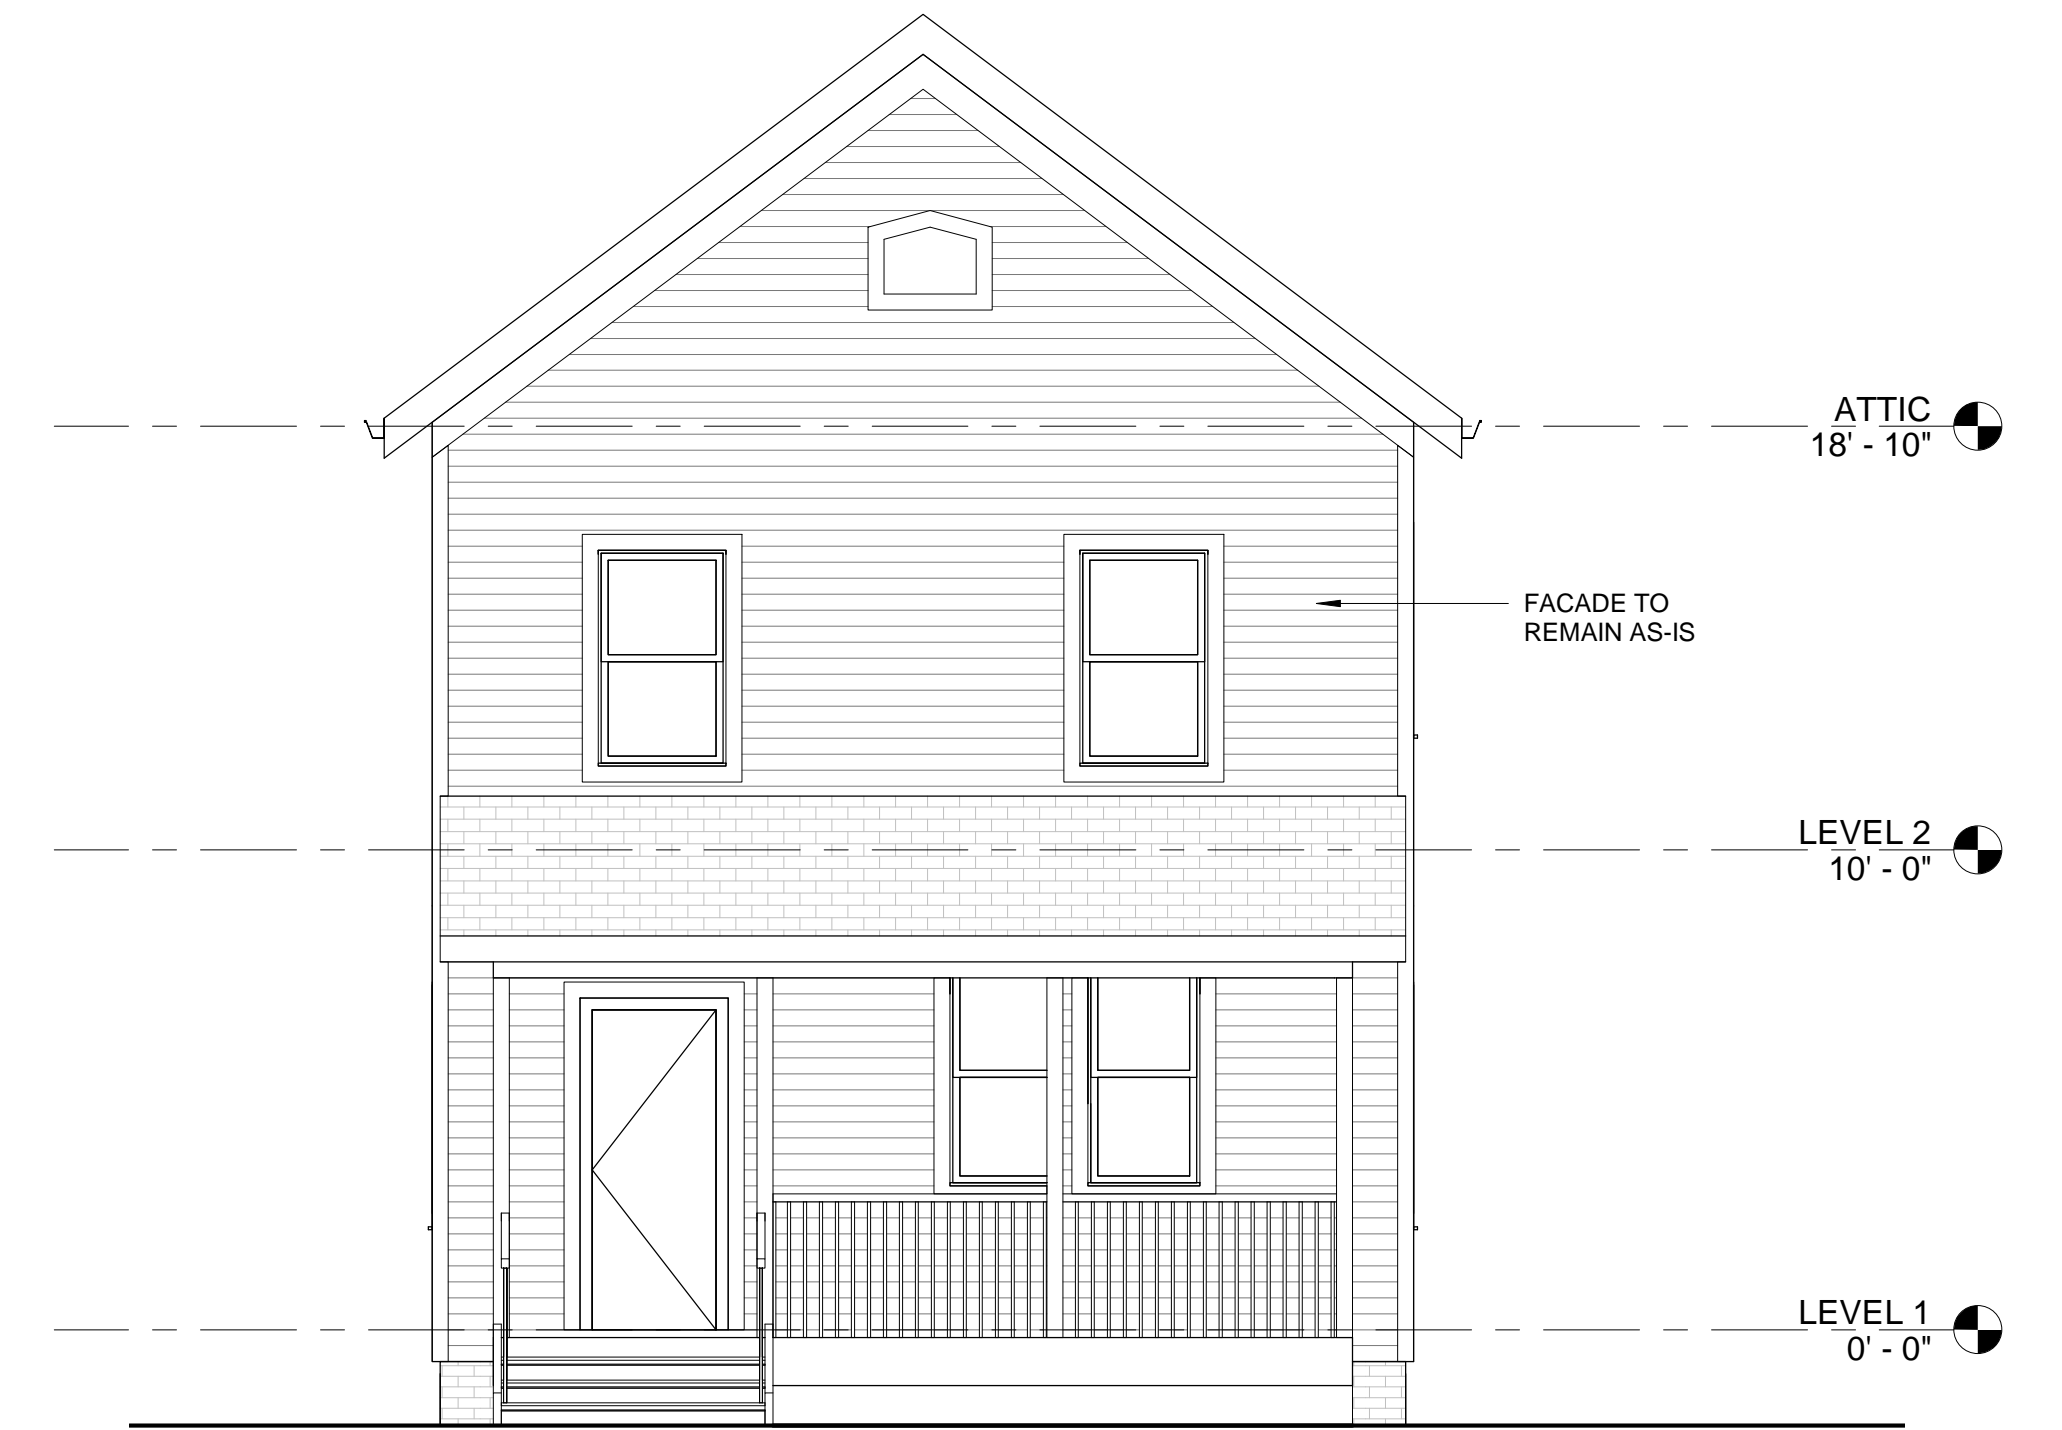 ATTIC
18' - 10"
FACADE TO
REMAIN AS-IS
LEVEL 2
10' - 0"
LEVEL 1
0' - 0"